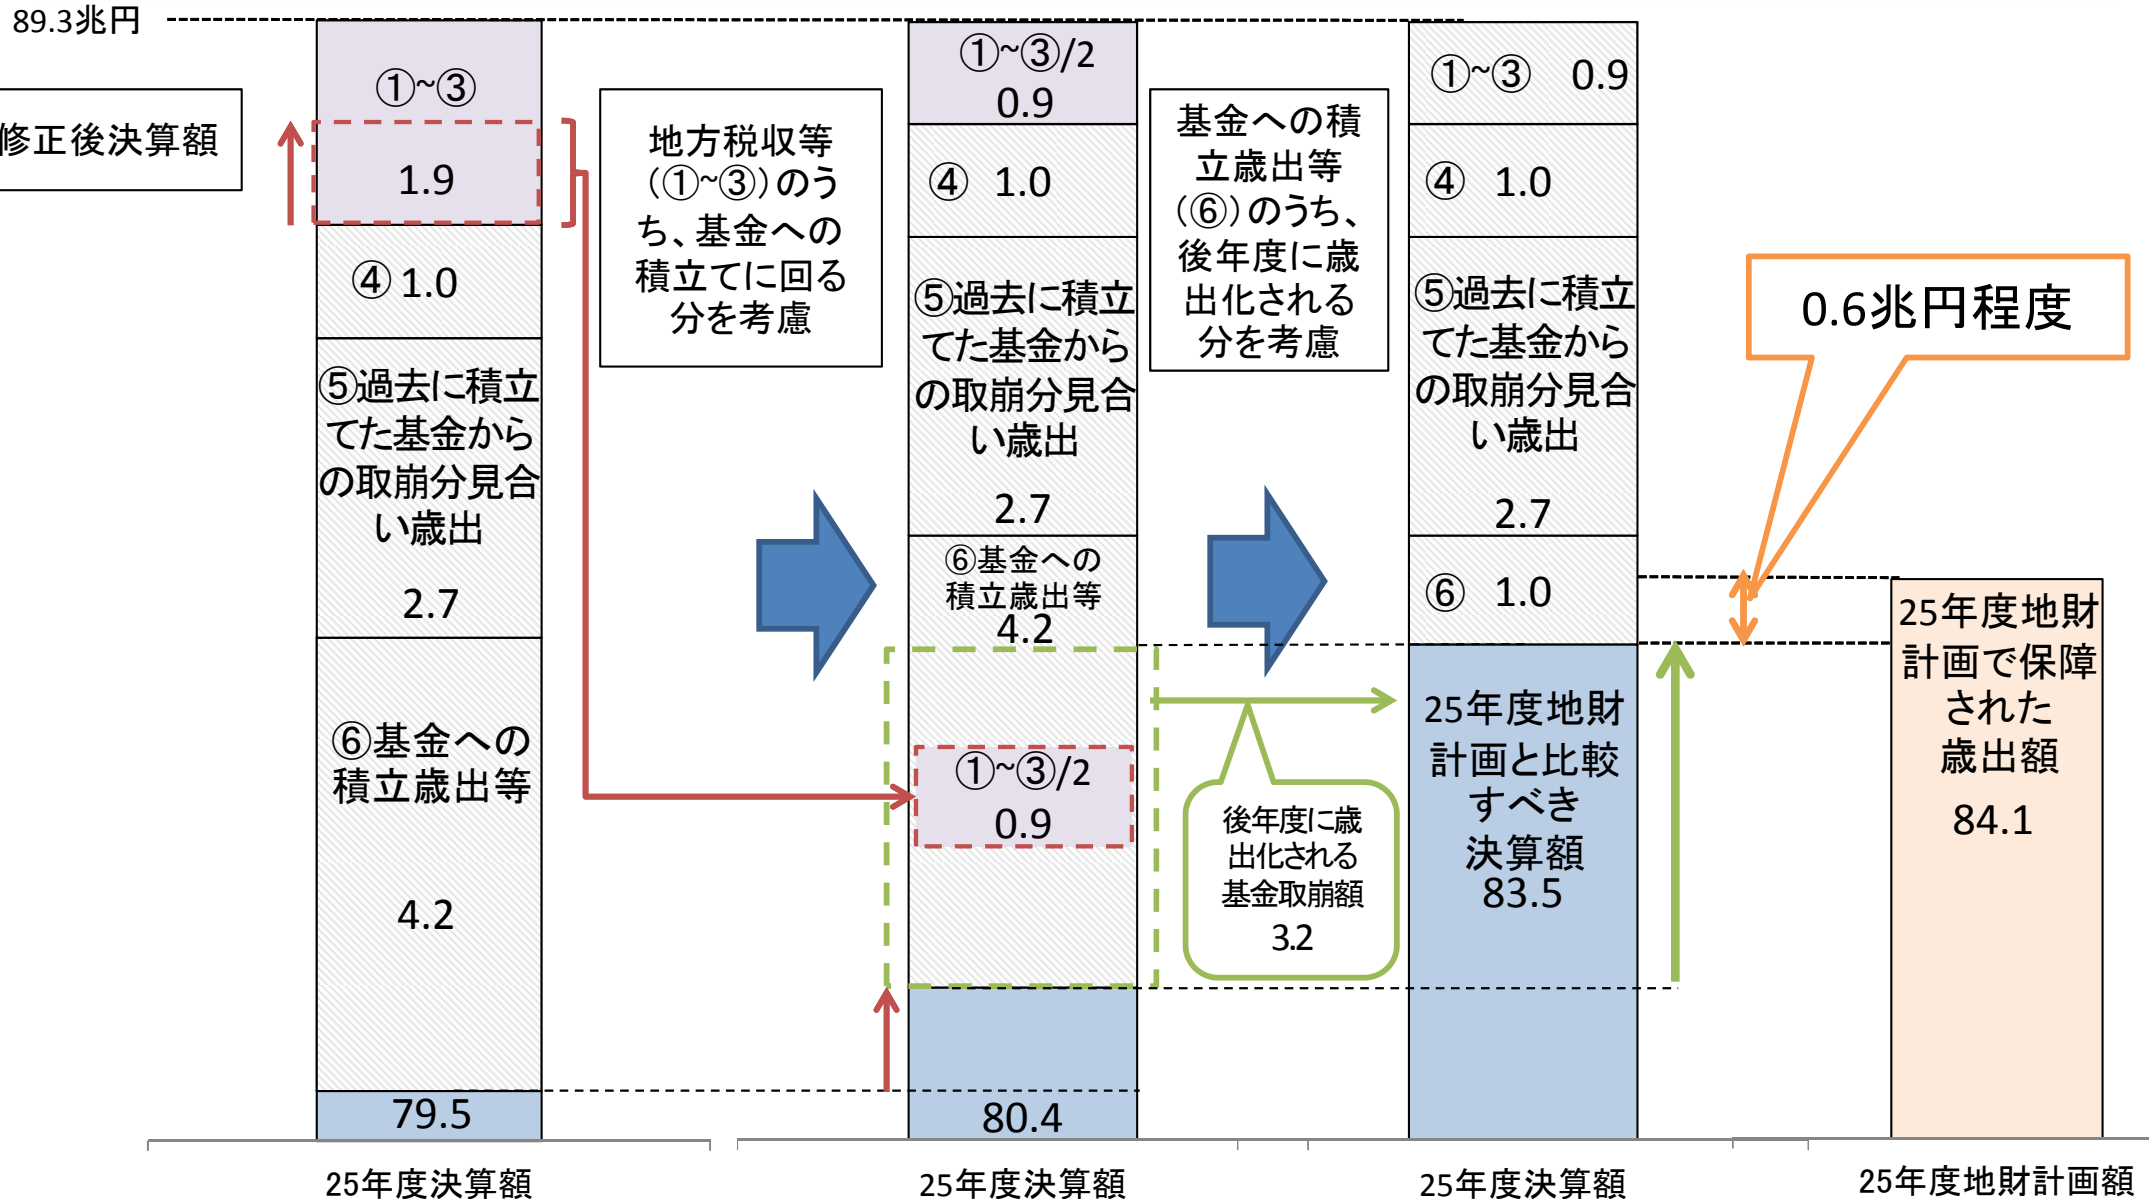 89.3兆円
修正後決算額
①~③
1.9
④ 1.0
⑤過去に積立
てた基金から
の取崩分見合
い歳出
2.7
⑥基金への
積立歳出等
4.2
79.5
25年度決算額
地方税収等
(①~③)のう
ち、基金への
積立てに回る
分を考慮
①~③/2
0.9
④ 1.0
⑤過去に積立
てた基金から
の取崩分見合
い歳出
2.7
⑥基金への
積立歳出等
4.2
①~③/2
0.9
80.4
25年度決算額
基金への積
立歳出等
(⑥)のうち、
後年度に歳
出化される
分を考慮
後年度に歳
出化される
基金取崩額
3.2
①~③ 0.9
④ 1.0
⑤過去に積立
てた基金から
の取崩分見合
い歳出
2.7
⑥ 1.0
25年度地財
計画と比較
すべき
決算額
83.5
25年度決算額
0.6兆円程度
25年度地財
計画で保障
された
歳出額
84.1
25年度地財計画額